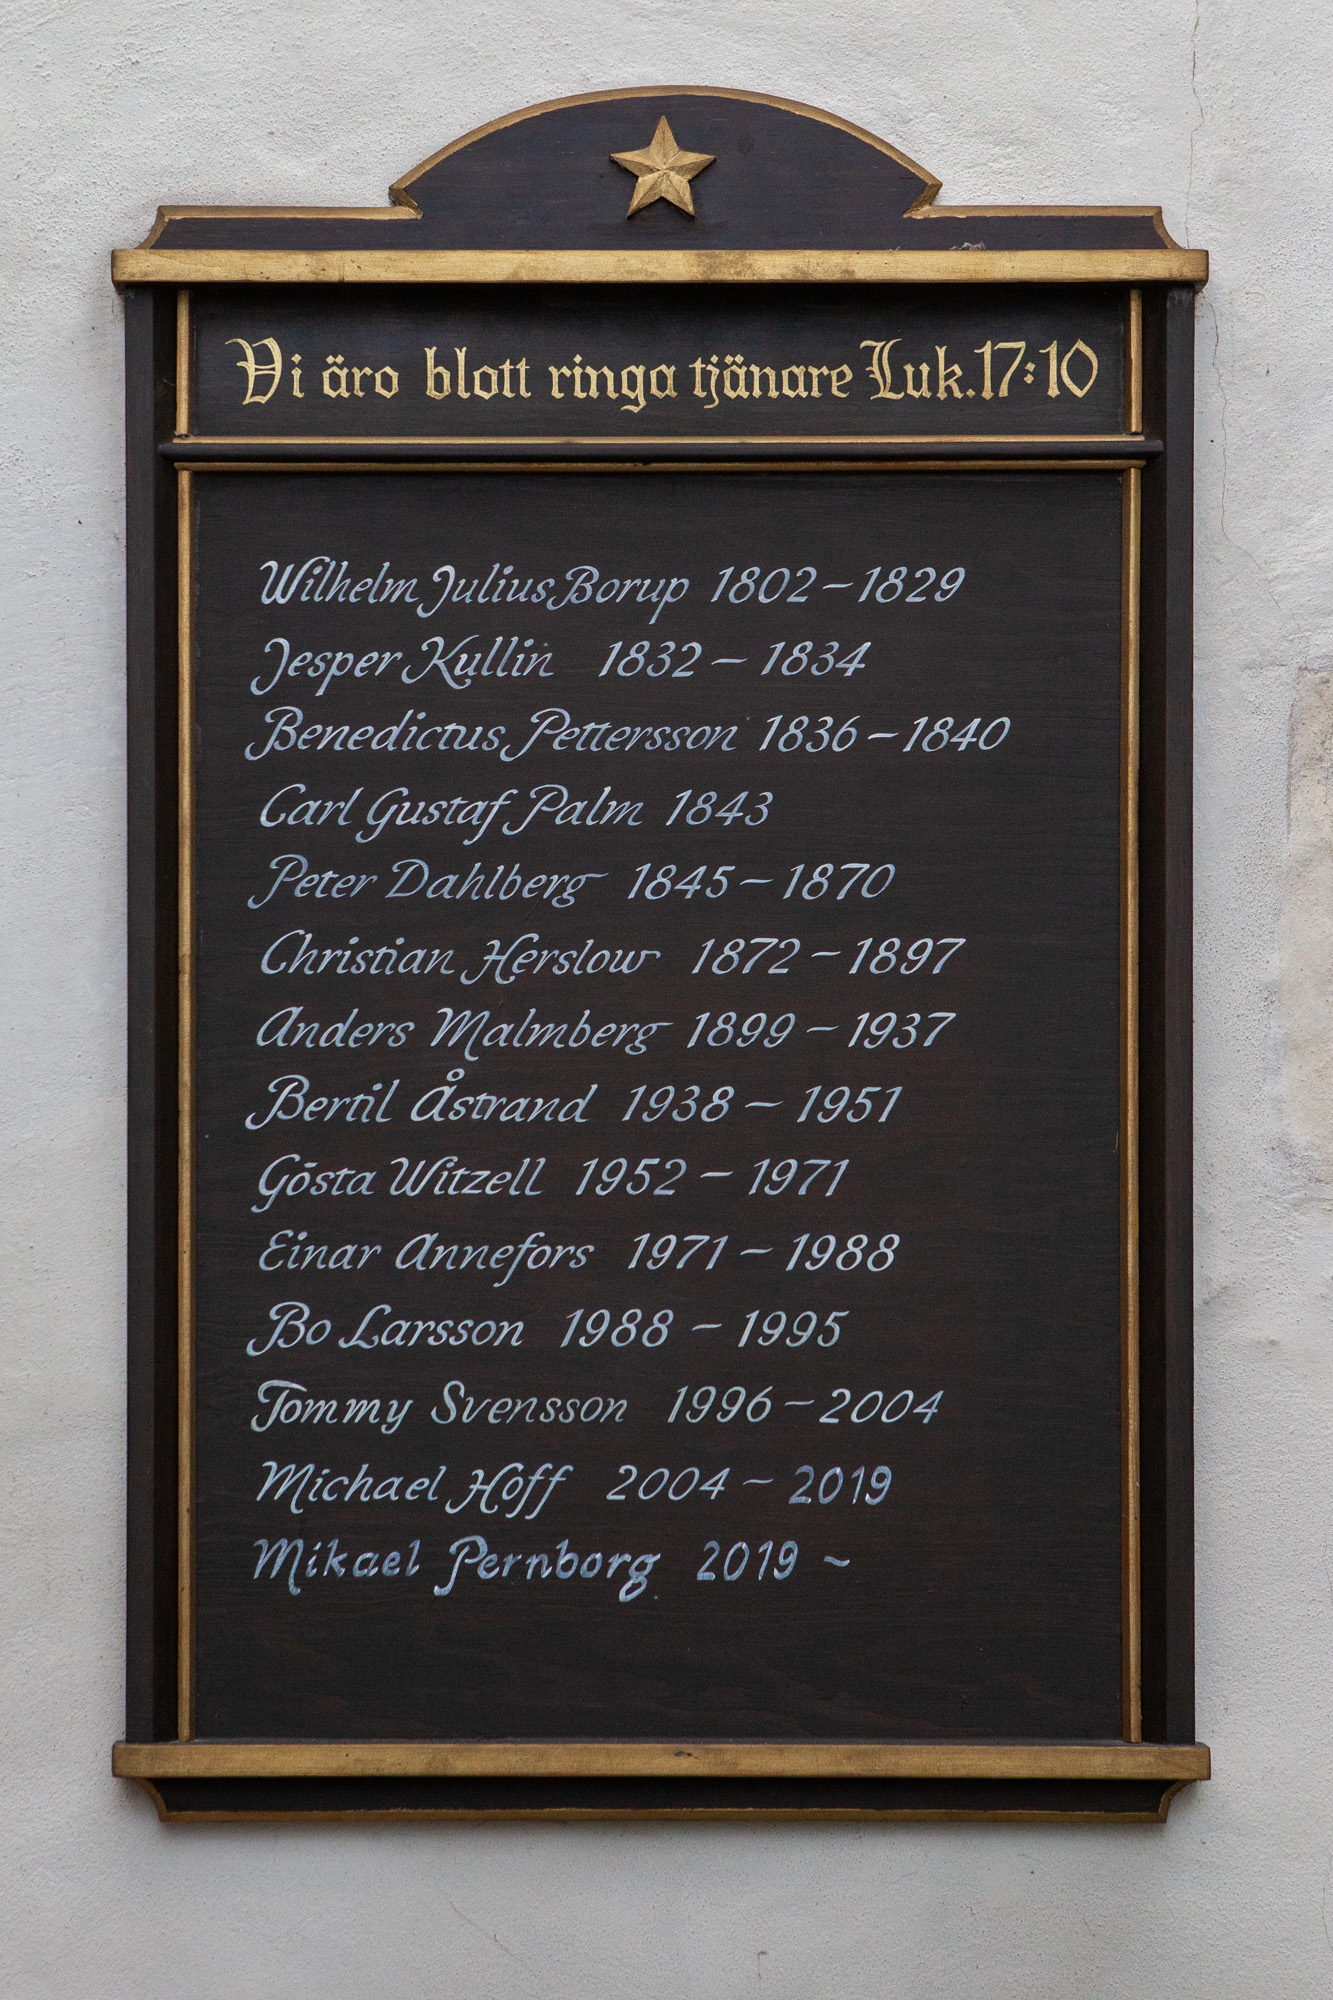 Vi äro blott ringa tjänare Luk.17:10
Wilhelm Julius Borup 1802-1829
Jesper Kullin 1832-1834
Benedictus Pettersson 1836-1840
Carl Gustaf Palm 1843
Peter Dahlberg 1845-1870
Christian Herslow 1872-1897
Anders Malmberg 1899-1937
Bertil Åstrand 1938-1951
Gösta Witzell 1952-1971
Einar Annefors 1971-1988
Bo Larsson 1988-1995
Tommy Svensson 1996-2004
Michael Hoff 2004~2019
Mikael Pernborg 2019~